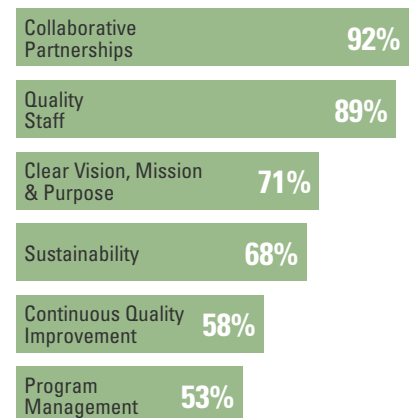 Collaborative
Partnerships
92%
Quality
Staff
89%
Clear Vision, Mission
& Purpose
71%
Sustainability
68%
Continuous Quality
Improvement
58%
Program
Management
53%